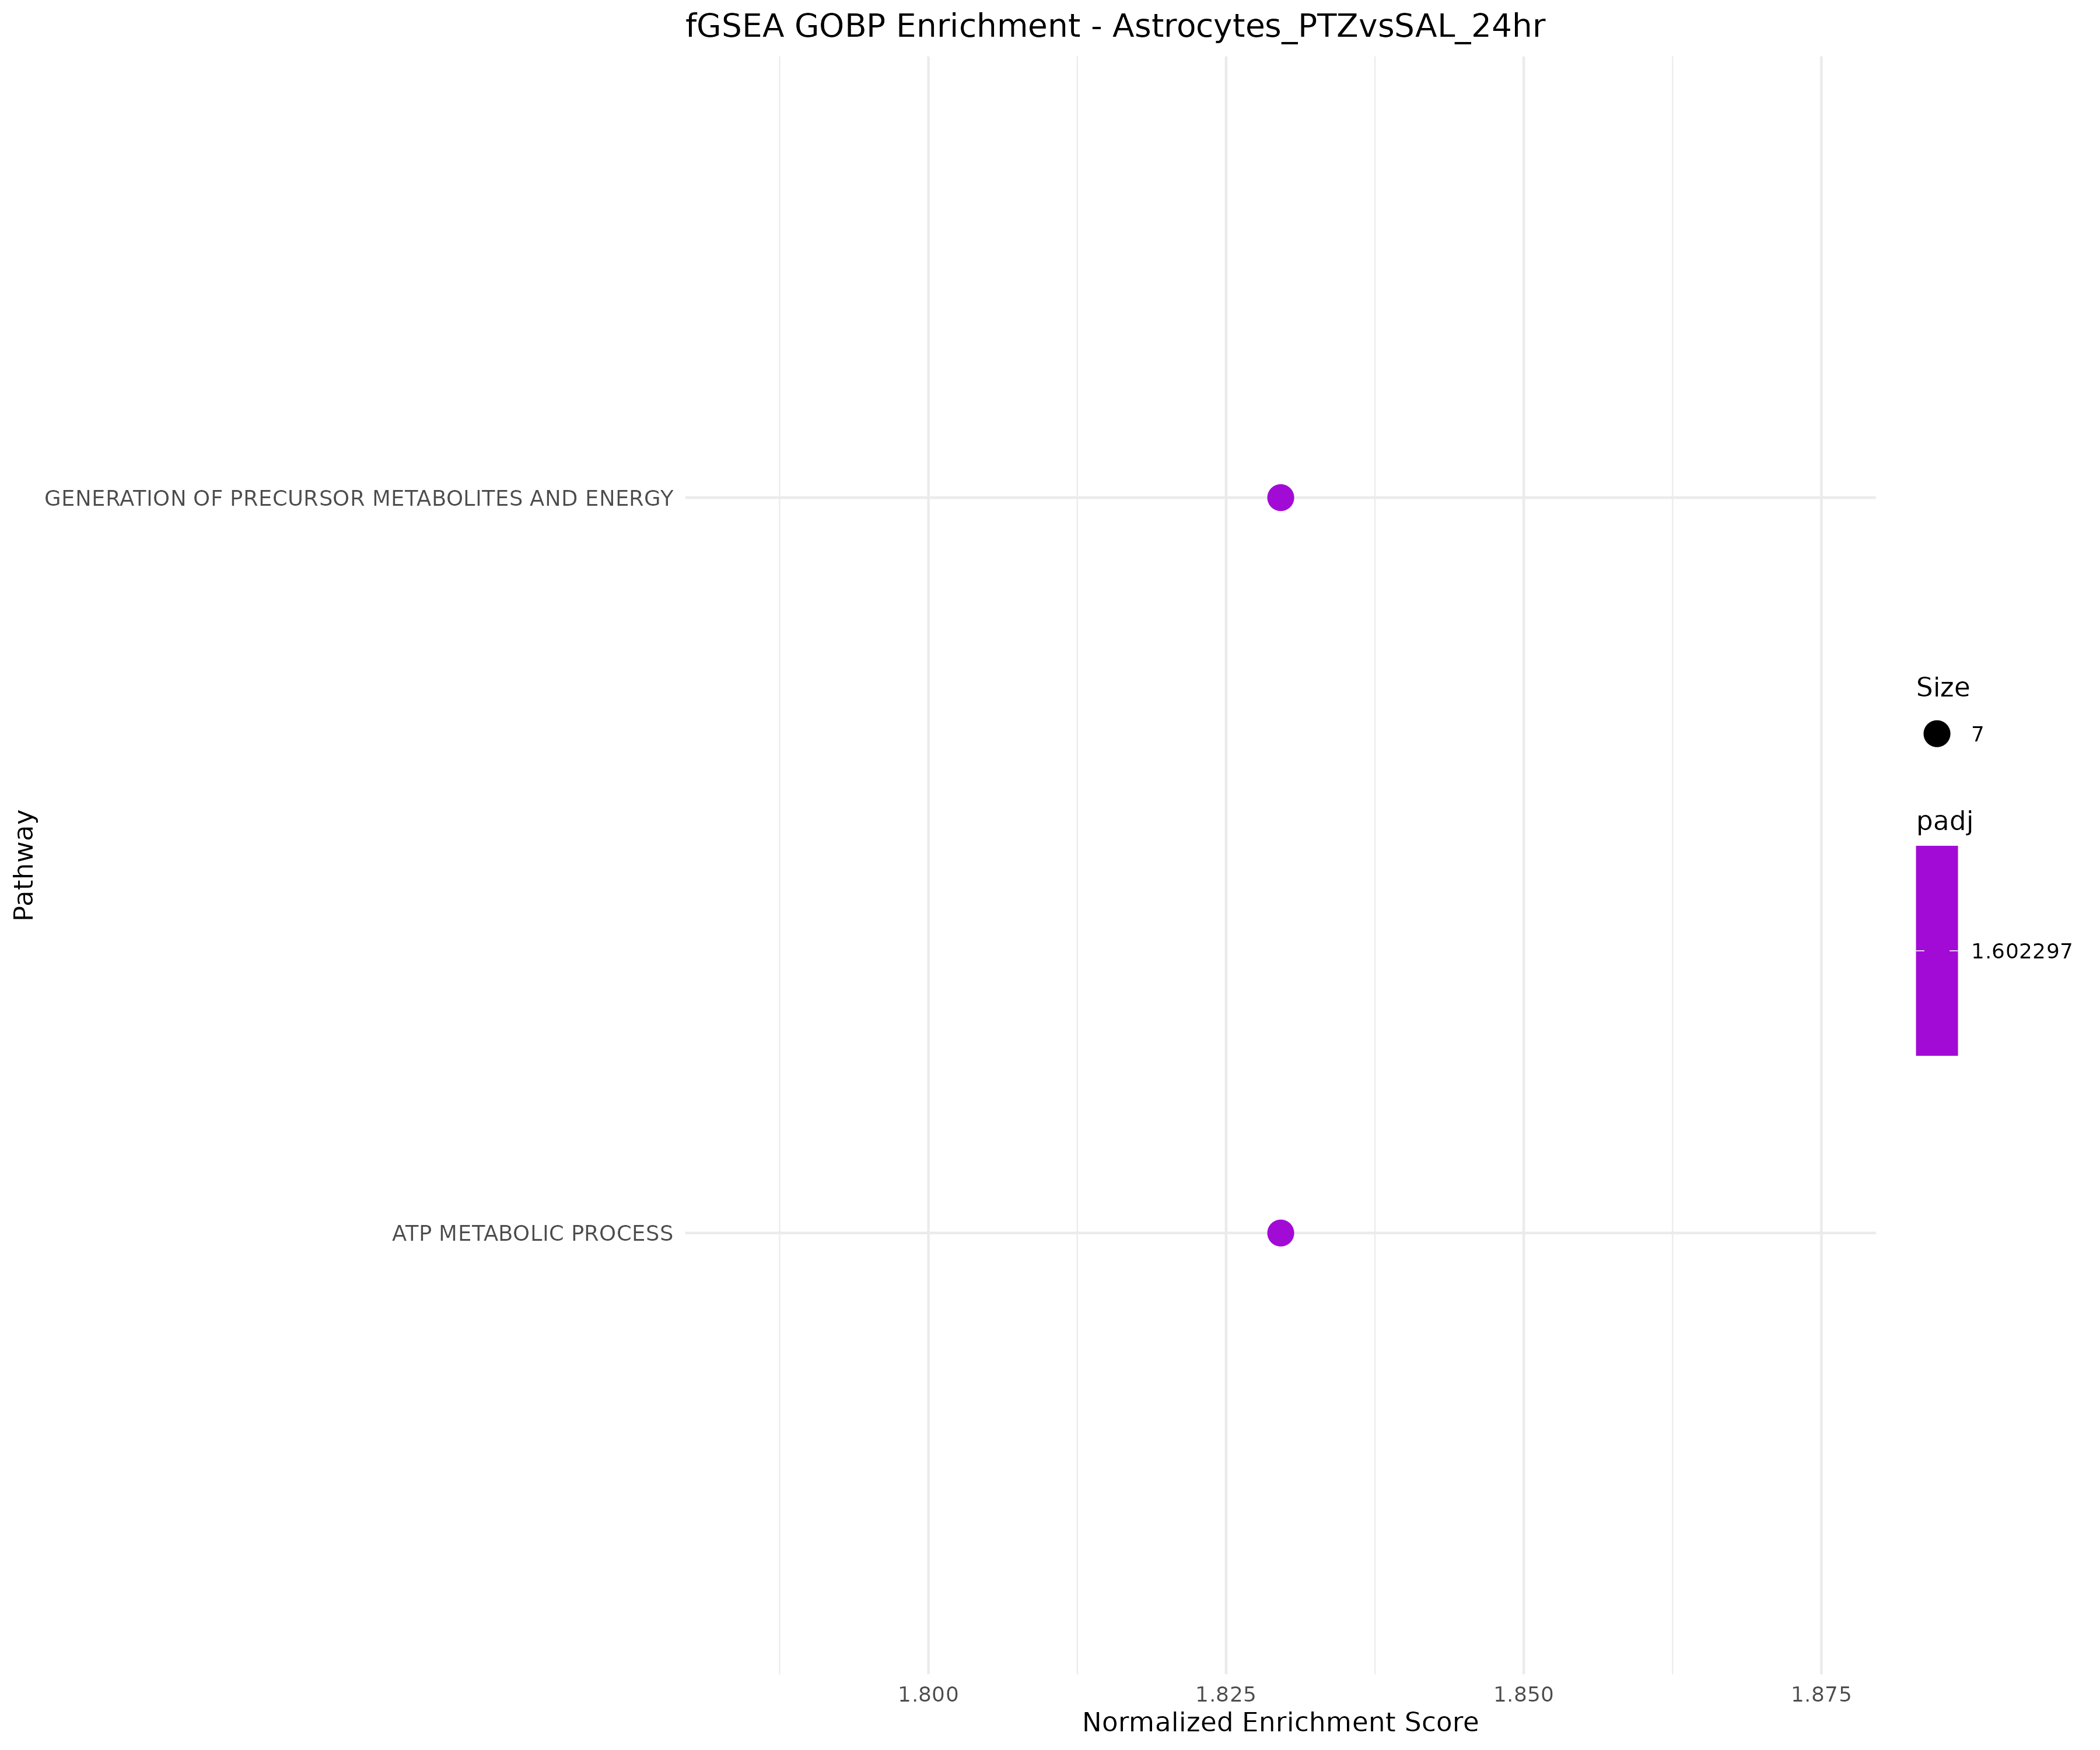 fGSEA GOBP Enrichment - Astrocytes_PTZvsSAL_24hr
Pathway
GENERATION OF PRECURSOR METABOLITES AND ENERGY
ATP METABOLIC PROCESS
1.800
1.825
1.850
1.875
Normalized Enrichment Score
Size
7
padj
1.602297